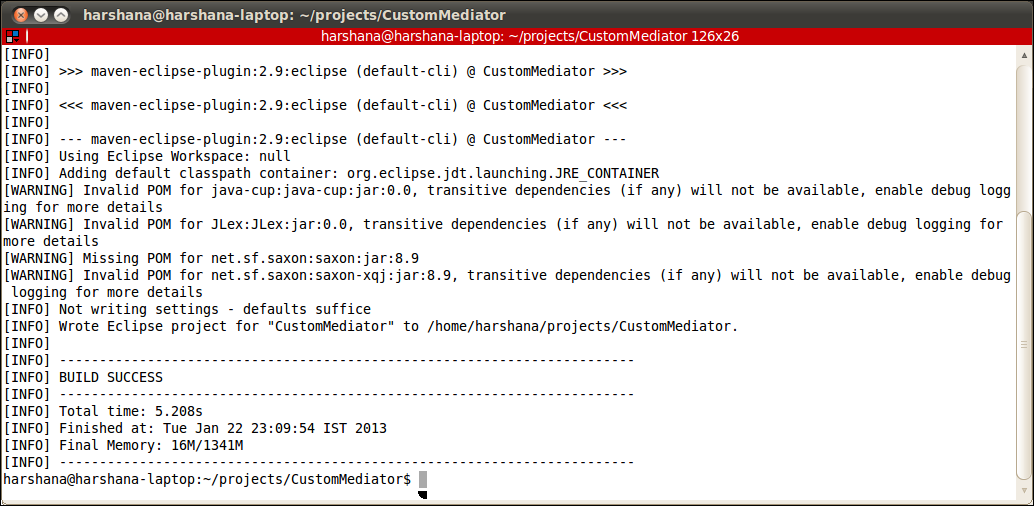 harshana@harshana-laptop: ~/projects/CustomMediator
harshana@harshana-laptop: ~/projects/CustomMediator 126x26
[INFO]
[INFO] >>> maven-eclipse-plugin:2.9:eclipse (default-cli) @ CustomMediator >>>
[INFO]
[INFO] <<< maven-eclipse-plugin:2.9:eclipse (default-cli) @ CustomMediator <<<
[INFO]
[INFO] --- maven-eclipse-plugin:2.9:eclipse (default-cli) @ CustomMediator ---
[INFO] Using Eclipse Workspace: null
[INFO] Adding default classpath container: org.eclipse.jdt.launching.JRE_CONTAINER
[WARNING] Invalid POM for java-cup:java-cup:jar:0.0, transitive dependencies (if any) will not be available, enable debug logg
ing for more details
[WARNING] Invalid POM for JLex:JLex:jar:0.0, transitive dependencies (if any) will not be available, enable debug logging for
more details
[WARNING] Missing POM for net.sf.saxon:saxon:jar:8.9
[WARNING] Invalid POM for net.sf.saxon:saxon-xqj:jar:8.9, transitive dependencies (if any) will not be available, enable debug
 logging for more details
[INFO] Not writing settings - defaults suffice
[INFO] Wrote Eclipse project for "CustomMediator" to /home/harshana/projects/CustomMediator.
[INFO]
[INFO] ------------------------------------------------------------------------
[INFO] BUILD SUCCESS
[INFO] ------------------------------------------------------------------------
[INFO] Total time: 5.208s
[INFO] Finished at: Tue Jan 22 23:09:54 IST 2013
[INFO] Final Memory: 16M/1341M
[INFO] ------------------------------------------------------------------------
harshana@harshana-laptop:~/projects/CustomMediator$